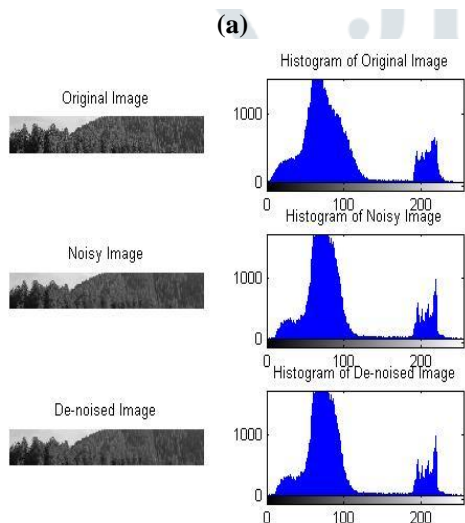 (a)
Histogram of Original Image
Original Image
1000
0
0 100 200
Histogram of Noisy Image
Noisy Image
1000
0
0 100 200
Histogram of De-noised Image
De-noised Image
1000
0
0 100 200